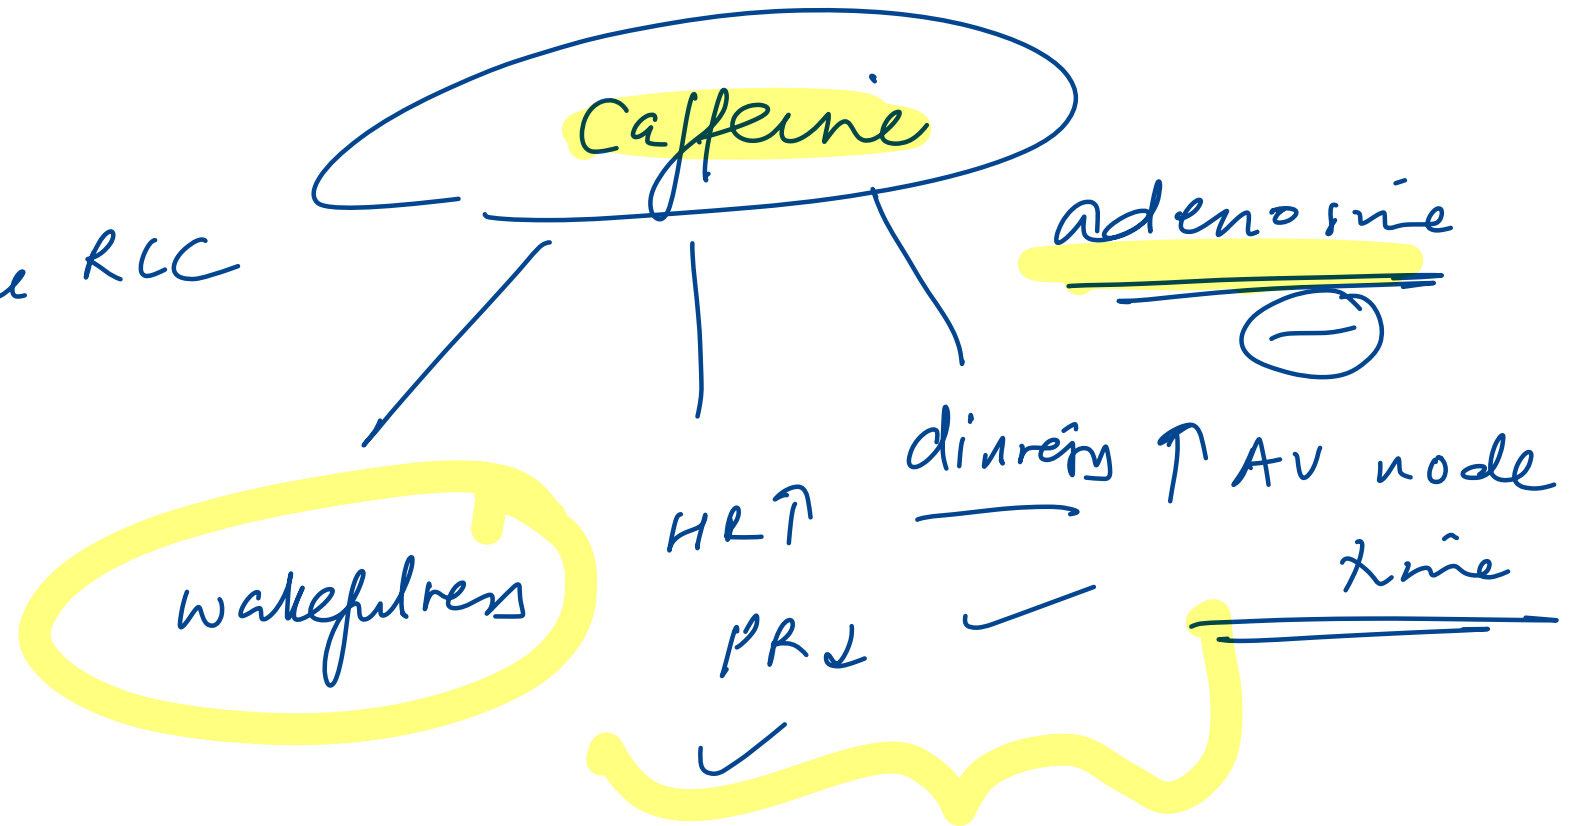 Caffeine
adenosine
RCC
diuresis ↑ AV node
HR↑
time
wakefulness
PR↓